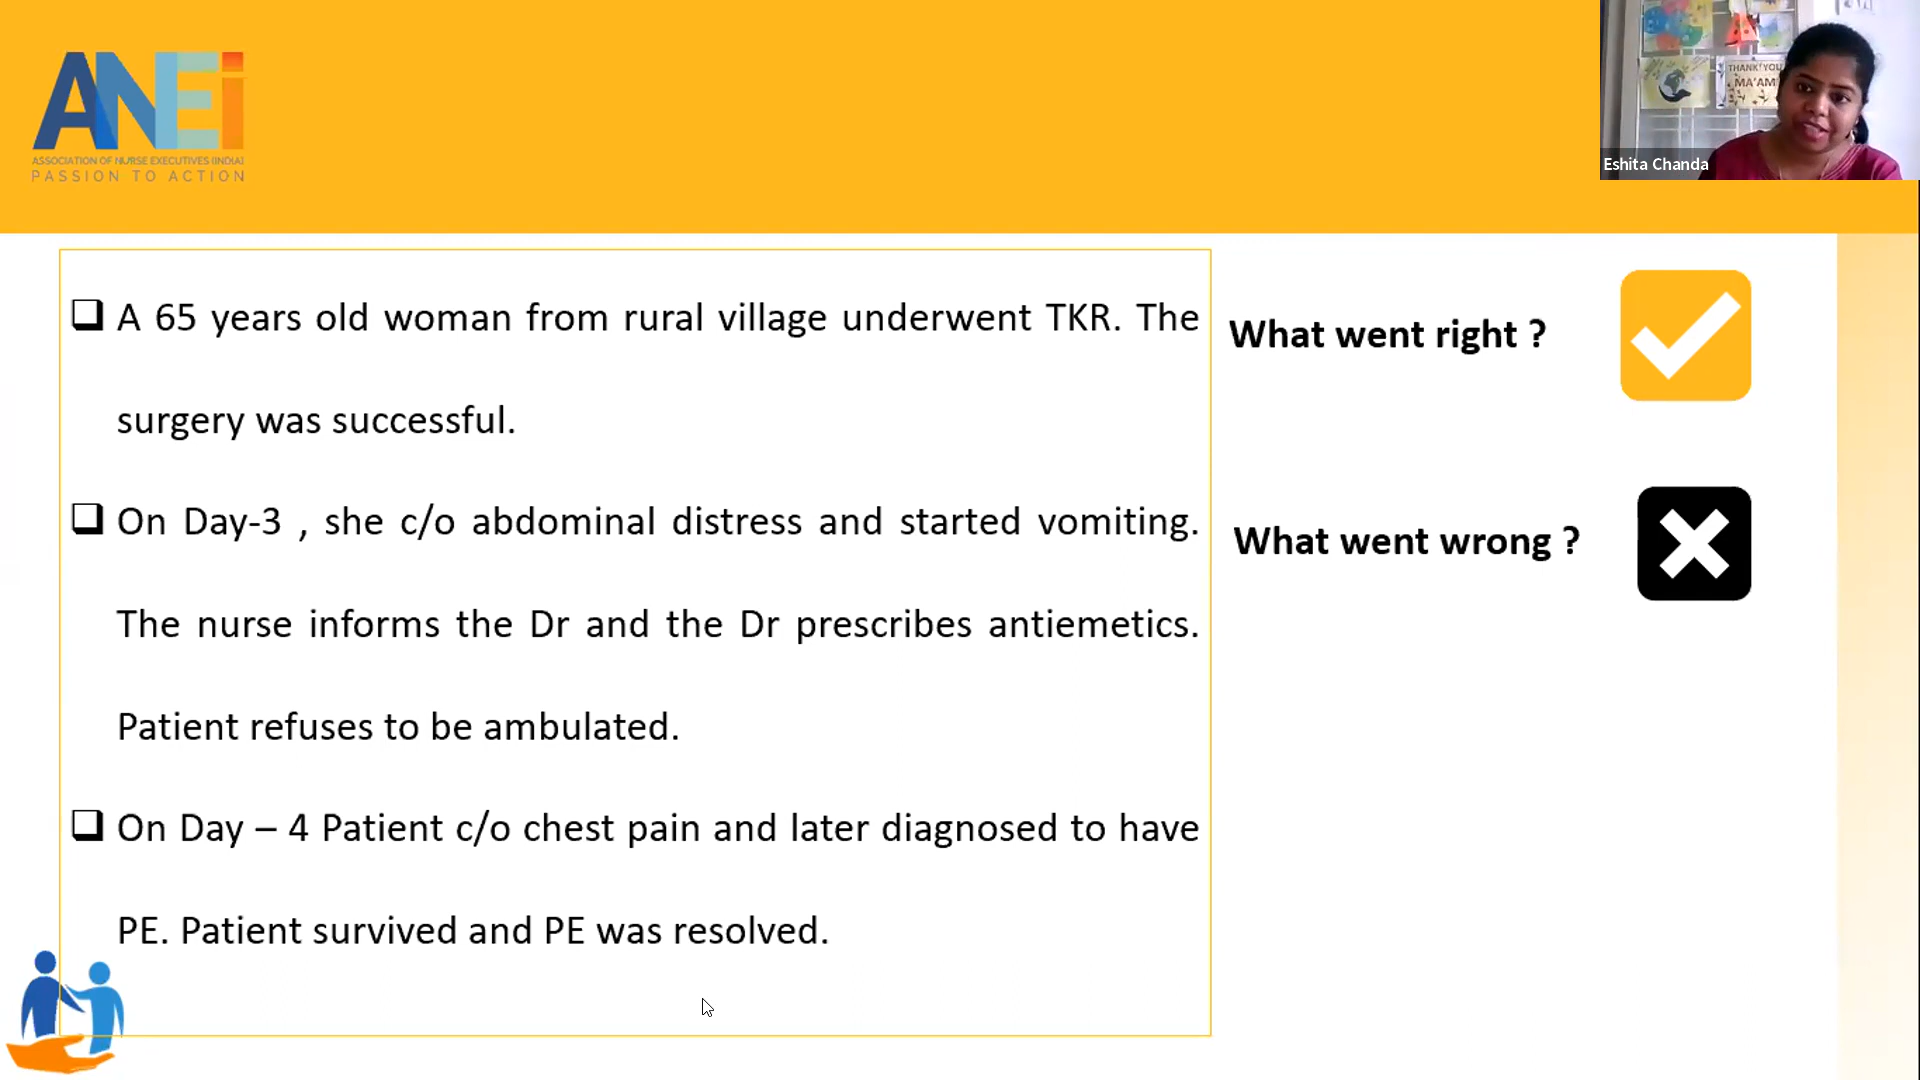 ANEi
ASSOCIATION OF NURSE EXECUTIVES (INDIA)
PASSION TO ACTION
THANK YOU
MA'AM
Eshita Chanda
A 65 years old woman from rural village underwent TKR. The
surgery was successful.
On Day-3 , she c/o abdominal distress and started vomiting.
The nurse informs the Dr and the Dr prescribes antiemetics.
Patient refuses to be ambulated.
On Day – 4 Patient c/o chest pain and later diagnosed to have
PE. Patient survived and PE was resolved.
What went right ?
What went wrong ?